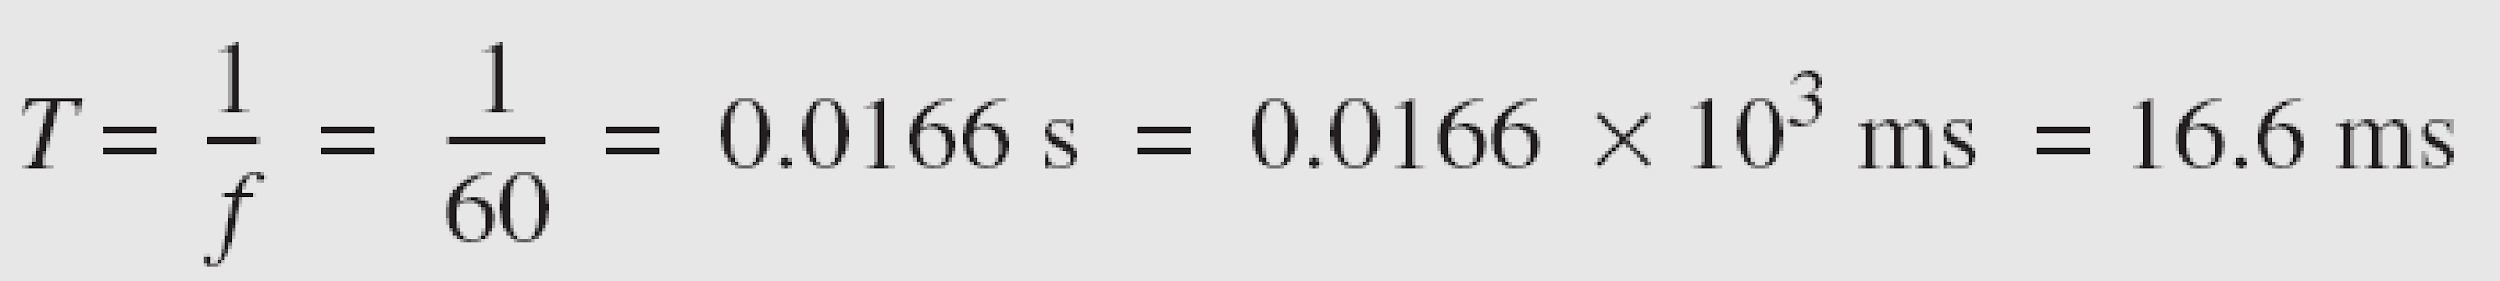 T = 1/f = 1/60 = 0.0166 s = 0.0166 × 10³ ms = 16.6 ms